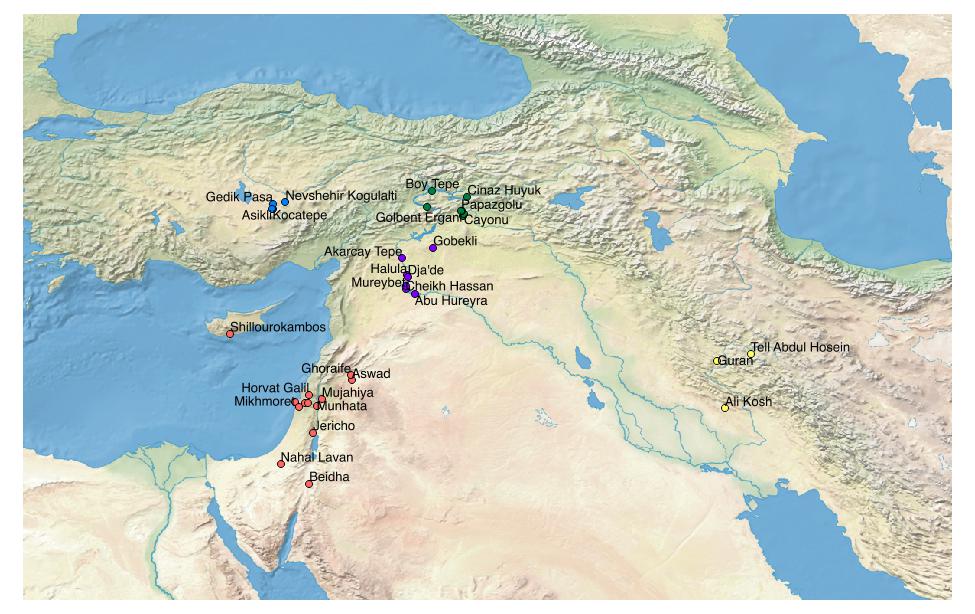 Boy Tepe
Cinaz Huyuk
Gedik Pasa
Nevshehir Kogulalti
Papazgolu
AsikliKocatepe
Golbent Ergani
Cayonu
Gobekli
Akarcay Tepe
Halula
Dja'de
Mureybet
Cheikh Hassan
Abu Hureyra
Shillourokambos
Tell Abdul Hosein
Guran
Ghoraife
Aswad
Horvat Galil
Mujahiya
Mikhmoret
Munhata
Ali Kosh
Jericho
Nahal Lavan
Beidha